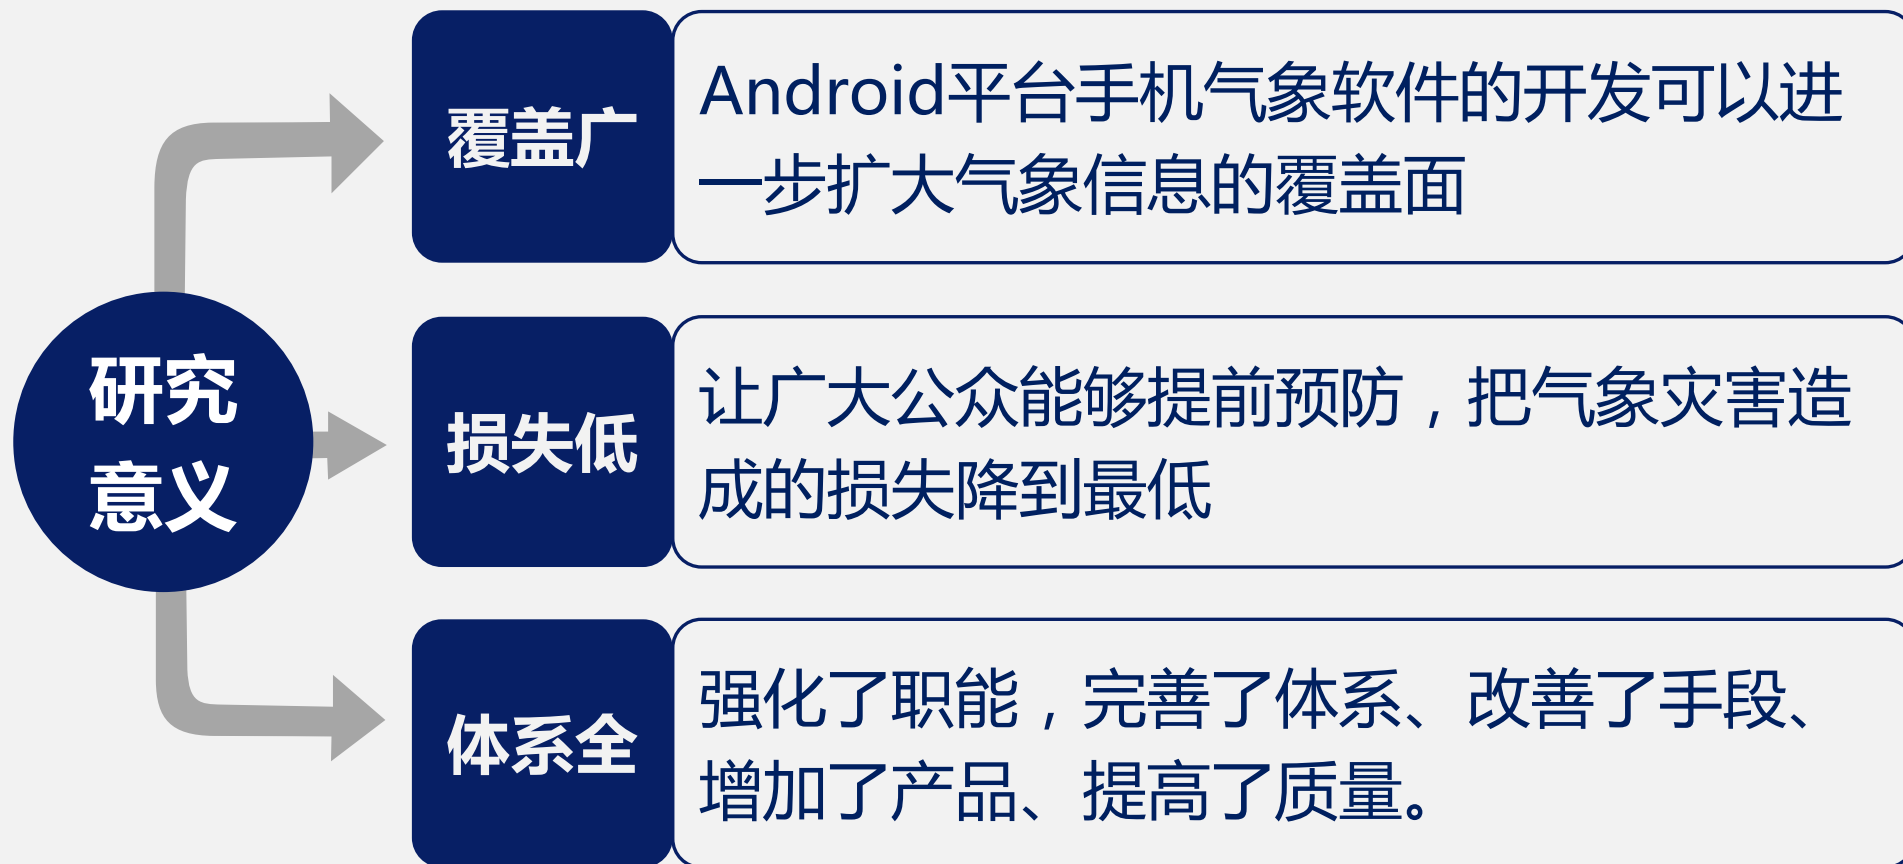 研究
意义
覆盖广
Android平台手机气象软件的开发可以进
一步扩大气象信息的覆盖面
损失低
让广大公众能够提前预防，把气象灾害造
成的损失降到最低
体系全
强化了职能，完善了体系、改善了手段、
增加了产品、提高了质量。